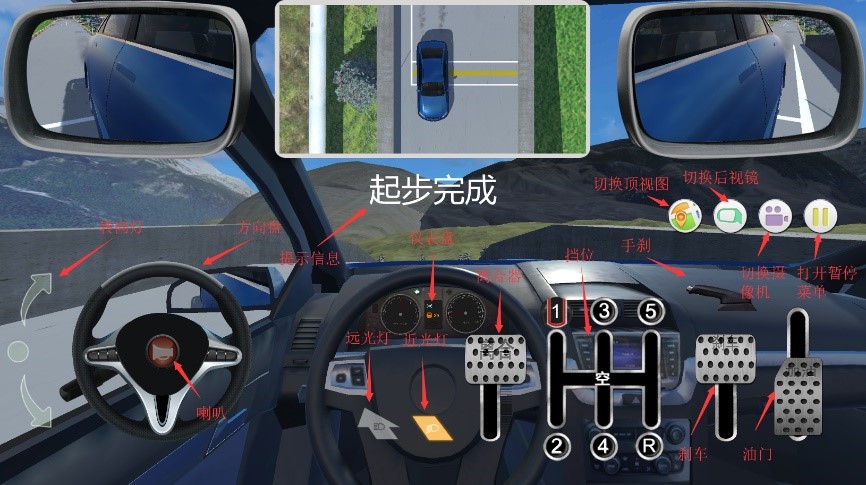 起步完成
切换顶视图
切换后视镜
转向灯
方向盘
提示信息
仪表盘
离合器
挡位
手刹
切换摄
像机
打开暂停
菜单
远光灯
近光灯
喇叭
刹车
油门
1
3
5
空
2
4
R